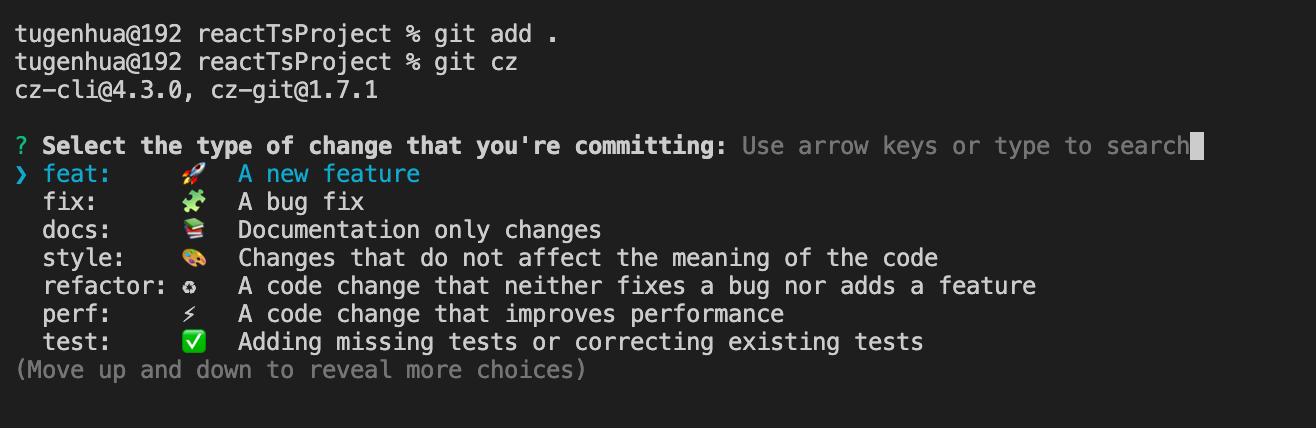 tugenhua@192 reactTsProject % git add .
tugenhua@192 reactTsProject % git cz
cz-cli@4.3.0, cz-git@1.7.1
? Select the type of change that you're committing: Use arrow keys or type to search
❯ feat: 🚀 A new feature
fix: 🧩 A bug fix
docs: 📚 Documentation only changes
style: 🎨 Changes that do not affect the meaning of the code
refactor: ♻ A code change that neither fixes a bug nor adds a feature
perf: ⚡ A code change that improves performance
test: ✅ Adding missing tests or correcting existing tests
(Move up and down to reveal more choices)